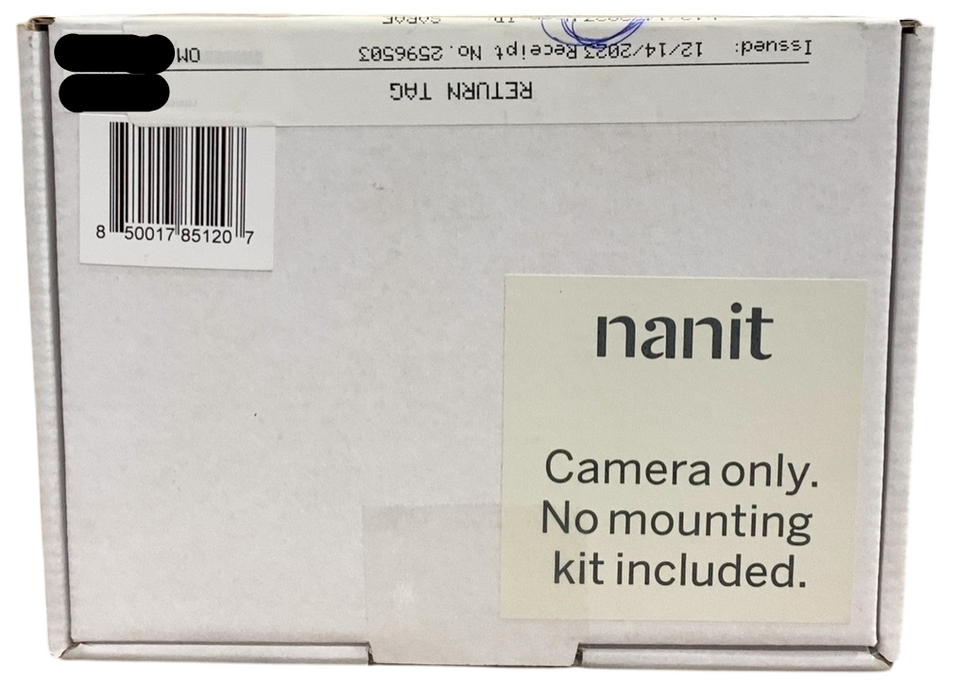 Issued: 12/14/2023 Receipt No. 2596503
RETURN TAG
8 50017 85120 7
nanit
Camera only.
No mounting
kit included.